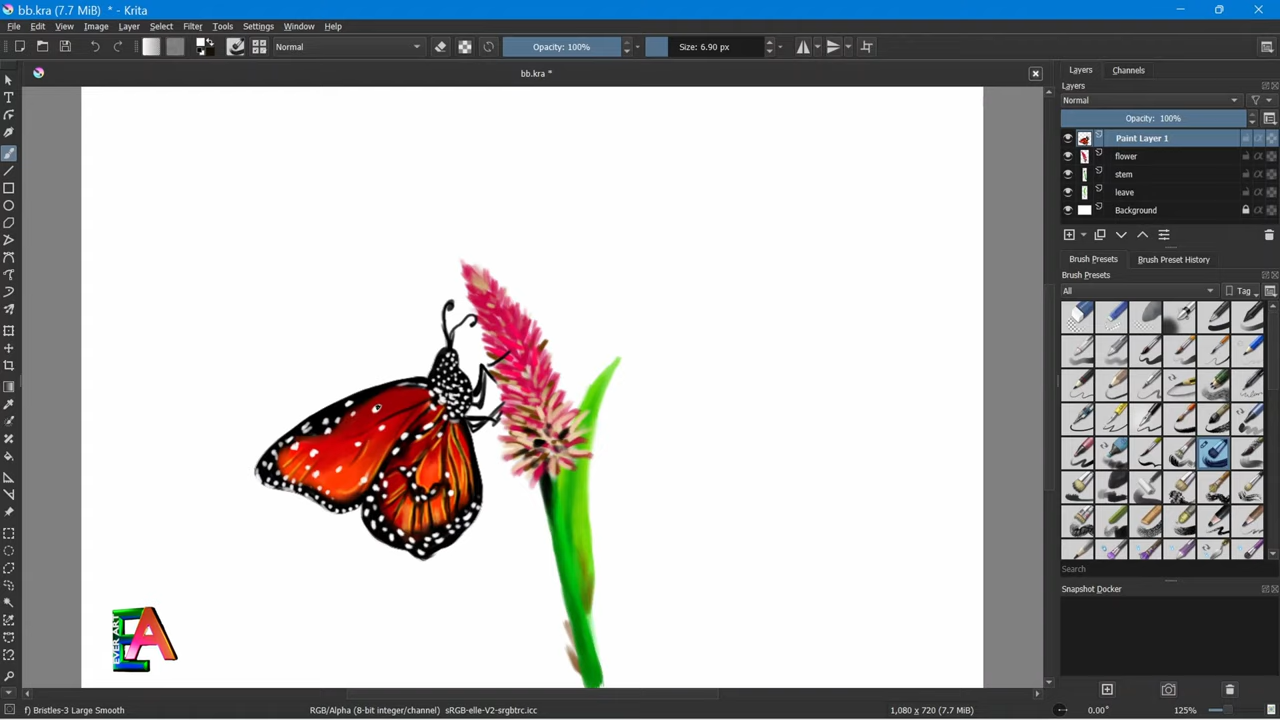 bb.kra (7.7 MiB) * - Krita
File Edit View Image Layer Select Filter Tools Settings Window Help
Normal
Opacity: 100%
Size: 6.90 px
bb.kra *
Layers Channels
Layers
Normal
Opacity: 100%
Paint Layer 1
flower
stem
leave
Background
Brush Presets Brush Preset History
Brush Presets
All
Tag
Search
Snapshot Docker
EVER ART
EA
f) Bristles-3 Large Smooth
RGB/Alpha (8-bit integer/channel) sRGB-elle-V2-srgbtrc.icc
1,080 x 720 (7.7 MiB)
0.00°
125%